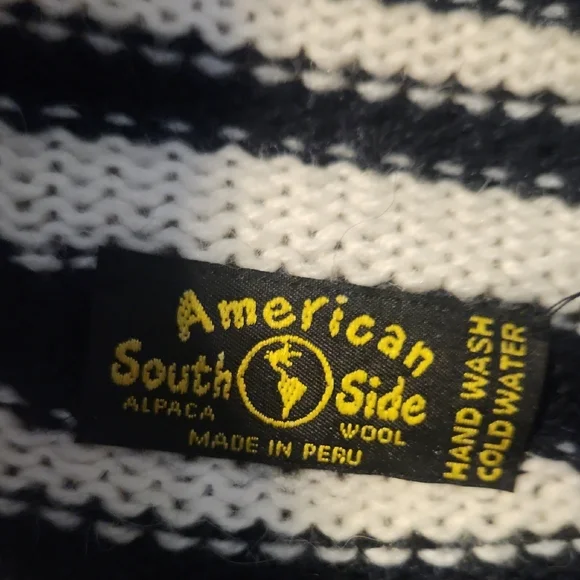 American
South Side
ALPACA WOOL
MADE IN PERU
HAND WASH
COLD WATER